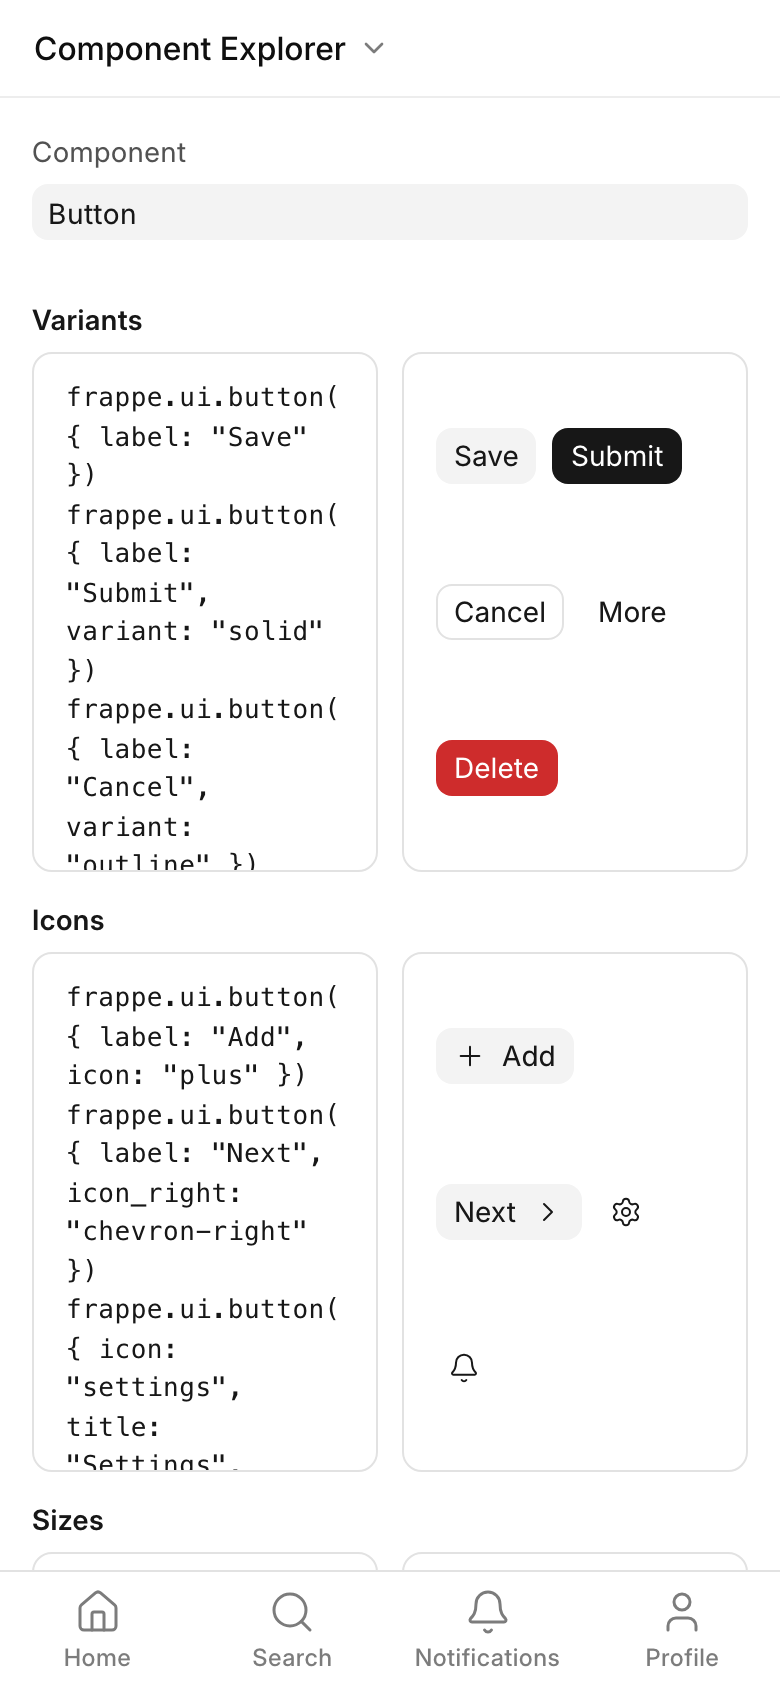 Component Explorer
Component
Button
Variants
frappe.ui.button(
{ label: "Save"
})
frappe.ui.button(
{ label:
"Submit",
variant: "solid"
})
frappe.ui.button(
{ label:
"Cancel",
variant:
"outline" })
Save Submit
Cancel More
Delete
Icons
frappe.ui.button(
{ label: "Add",
icon: "plus" })
frappe.ui.button(
{ label: "Next",
icon_right:
"chevron-right"
})
frappe.ui.button(
{ icon:
"settings",
title:
"Settings",
Add
Next
Sizes
Home Search Notifications Profile